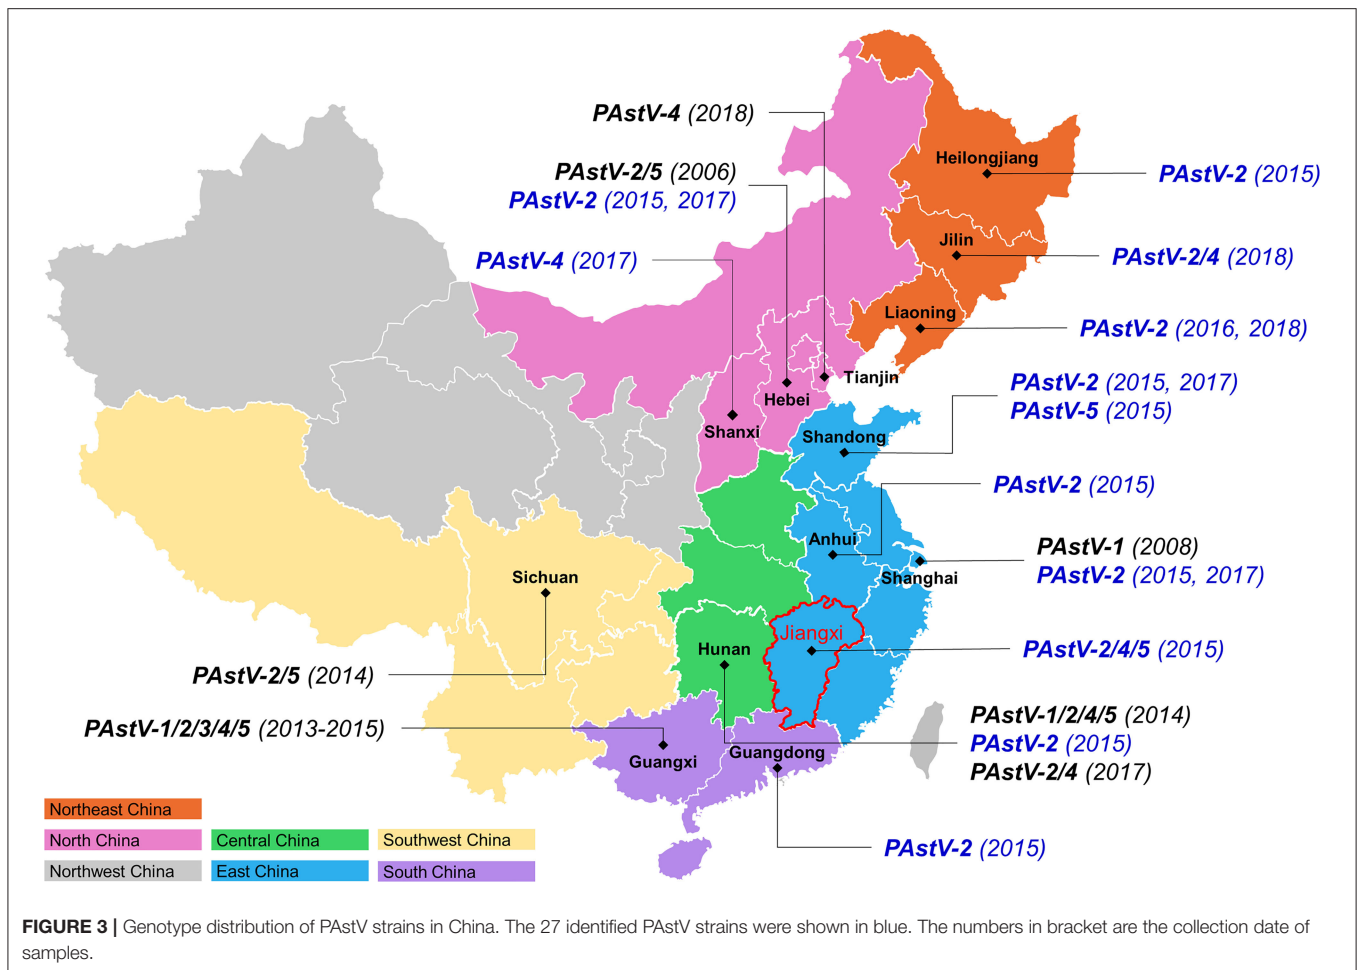 PAstV-4 (2018)
PAstV-2/5 (2006)
PAstV-2 (2015, 2017)
PAstV-4 (2017)
Heilongjiang
PAstV-2 (2015)
Jilin
PAstV-2/4 (2018)
Liaoning
PAstV-2 (2016, 2018)
Tianjin
Hebei
Shanxi
PAstV-2 (2015, 2017)
PAstV-5 (2015)
Shandong
PAstV-2 (2015)
Anhui
PAstV-1 (2008)
PAstV-2 (2015, 2017)
Shanghai
Sichuan
Jiangxi
PAstV-2/4/5 (2015)
Hunan
PAstV-2/5 (2014)
PAstV-1/2/3/4/5 (2013-2015)
PAstV-1/2/4/5 (2014)
PAstV-2 (2015)
PAstV-2/4 (2017)
Guangxi
Guangdong
PAstV-2 (2015)
Northeast China
North China
Central China
Southwest China
Northwest China
East China
South China
FIGURE 3 | Genotype distribution of PAstV strains in China. The 27 identified PAstV strains were shown in blue. The numbers in bracket are the collection date of
samples.